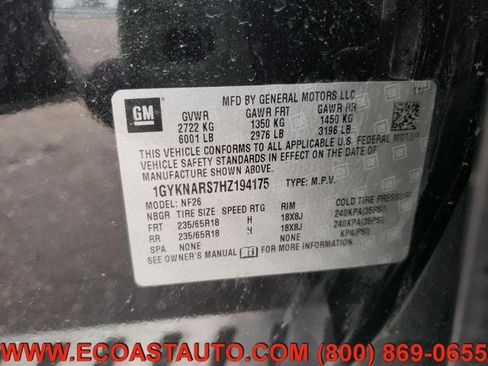 GM
MFD BY GENERAL MOTORS LLC
GVWR GAWR FRT GAWR RR
2722 KG 1350 KG 1450 KG
6001 LB 2976 LB 3196 LB
THIS VEHICLE CONFORMS TO ALL APPLICABLE U.S. FEDERAL MOTOR
VEHICLE SAFETY STANDARDS IN EFFECT ON THE DATE OF
MANUFACTURE SHOWN ABOVE.
1GYKNARS7HZ194175 TYPE: M.P.V.
MODEL: NF26
NBGR TIRE SIZE SPEED RTG RIM COLD TIRE PRESSURE
FRT 235/65R18 H 18X8J 240KPA(35PSI)
RR 235/65R18 H 18X8J 240KPA(35PSI)
SPA NONE NONE KPA(PSI)
SEE OWNER'S MANUAL FOR MORE INFORMATION.
WWW.ECOASTAUTO.COM (800) 869-0655